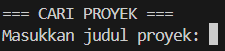 === CARI PROYEK ===
Masukkan judul proyek: